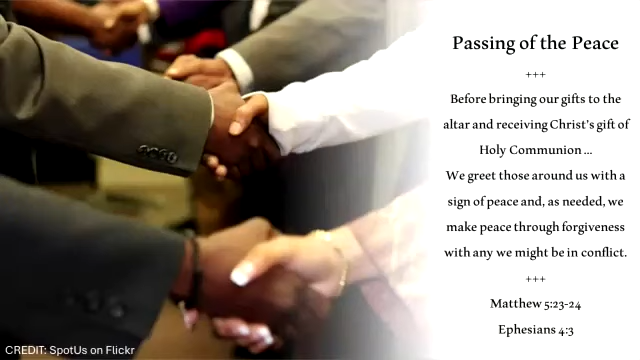 Passing of the Peace
+++
Before bringing our gifts to the
altar and receiving Christ's gift of
Holy Communion ...
We greet those around us with a
sign of peace and, as needed, we
make peace through forgiveness
with any we might be in conflict.
+++
Matthew 5:23-24
Ephesians 4:3
CREDIT: SpotUs on Flickr